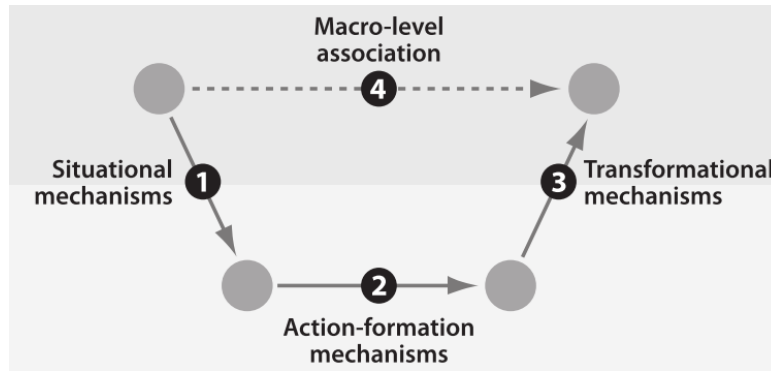 Macro-level
association
4
Situational
mechanisms
1
3
Transformational
mechanisms
2
Action-formation
mechanisms